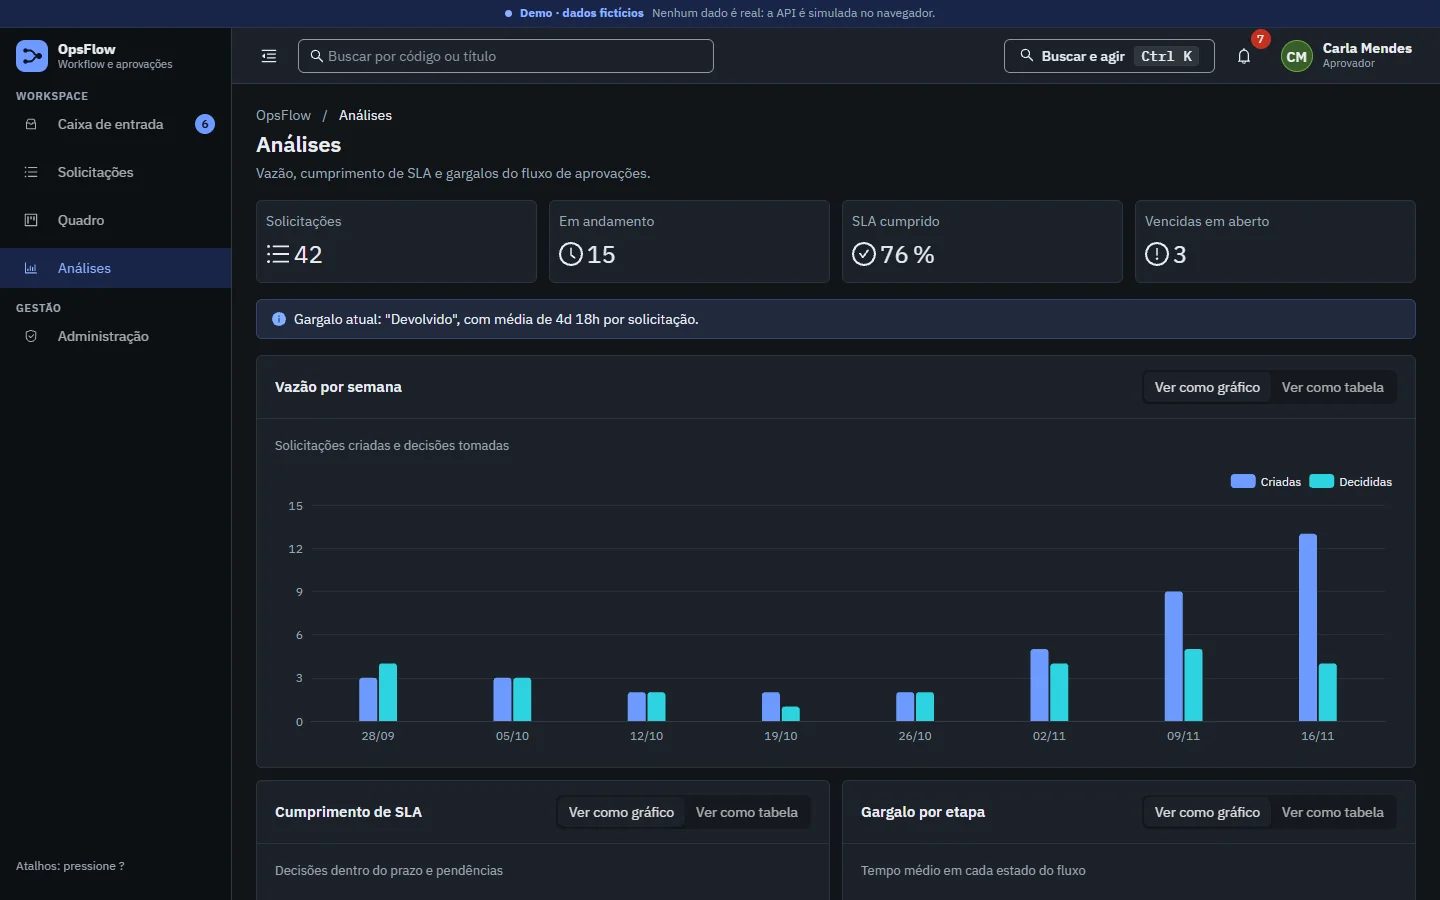 Demo · dados fictícios Nenhum dado é real: a API é simulada no navegador.
OpsFlow
Workflow e aprovações
WORKSPACE
Caixa de entrada 6
Solicitações
Quadro
Análises
GESTÃO
Administração
Atalhos: pressione ?
Buscar por código ou título
Buscar e agir Ctrl K
7
CM
Carla Mendes
Aprovador
OpsFlow / Análises
Análises
Vazão, cumprimento de SLA e gargalos do fluxo de aprovações.
Solicitações
42
Em andamento
15
SLA cumprido
76 %
Vencidas em aberto
3
Gargalo atual: "Devolvido", com média de 4d 18h por solicitação.
Vazão por semana
Ver como gráfico Ver como tabela
Solicitações criadas e decisões tomadas
Criadas Decididas
15
12
9
6
3
0
28/09 05/10 12/10 19/10 26/10 02/11 09/11 16/11
Cumprimento de SLA
Ver como gráfico Ver como tabela
Decisões dentro do prazo e pendências
Gargalo por etapa
Ver como gráfico Ver como tabela
Tempo médio em cada estado do fluxo